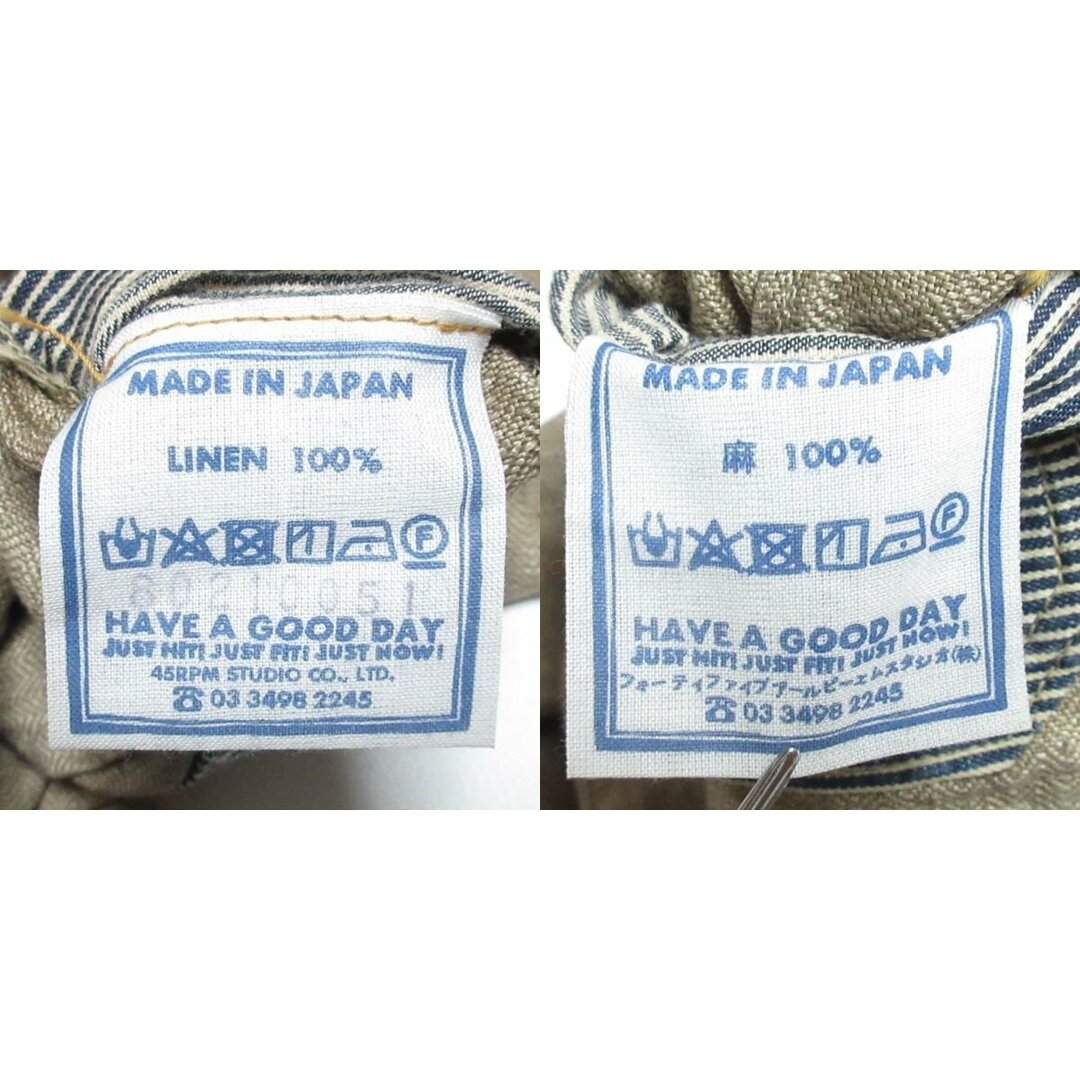 MADE IN JAPAN
LINEN 100%
F
HAVE A GOOD DAY
JUST HIT! JUST FIT! JUST NOW!
45RPM STUDIO CO., LTD.
☎ 03 3498 2245
MADE IN JAPAN
麻 100%
F
HAVE A GOOD DAY
JUST HIT! JUST FIT! JUST NOW!
フォーティファイブアールピーエムスタジオ(株)
☎ 03 3498 2245